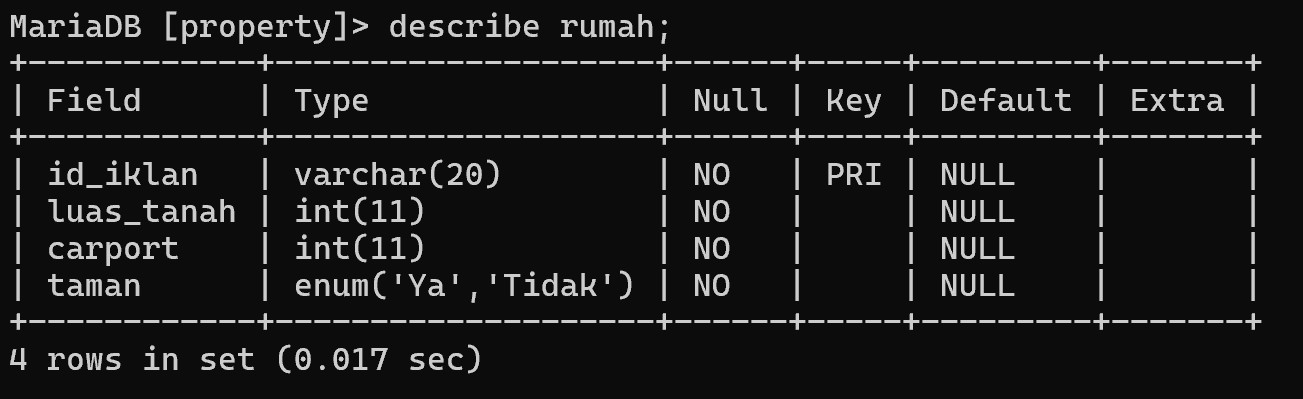 MariaDB [property]> describe rumah;
+------------+--------------------+------+-----+---------+-------+
| Field      | Type               | Null | Key | Default | Extra |
+------------+--------------------+------+-----+---------+-------+
| id_iklan   | varchar(20)        | NO   | PRI | NULL    |       |
| luas_tanah | int(11)            | NO   |     | NULL    |       |
| carport    | int(11)            | NO   |     | NULL    |       |
| taman      | enum('Ya','Tidak') | NO   |     | NULL    |       |
+------------+--------------------+------+-----+---------+-------+
4 rows in set (0.017 sec)